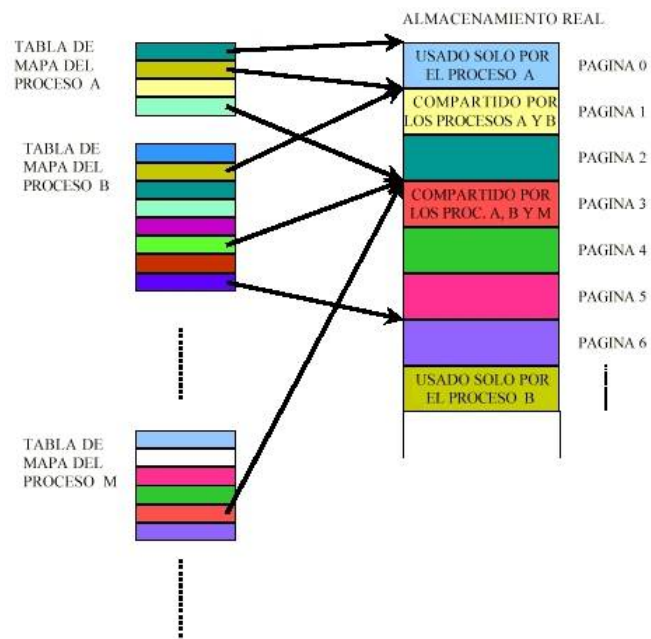 ALMACENAMIENTO REAL
TABLA DE
MAPA DEL
PROCESO A
USADO SOLO POR
EL PROCESO A
PAGINA 0
COMPARTIDO POR
LOS PROCESOS A Y B
PAGINA 1
TABLA DE
MAPA DEL
PROCESO B
PAGINA 2
COMPARTIDO POR
LOS PROC. A, B Y M
PAGINA 3
PAGINA 4
PAGINA 5
PAGINA 6
USADO SOLO POR
EL PROCESO B
TABLA DE
MAPA DEL
PROCESO M